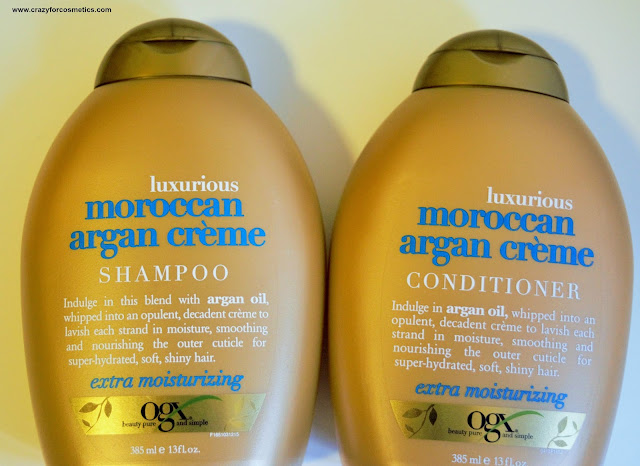 www.crazyforcosmetics.com
luxurious
moroccan
argan crème
SHAMPOO
Indulge in this blend with argan oil,
whipped into an opulent, decadent crème to
lavish each strand in moisture, smoothing
and nourishing the outer cuticle for
super-hydrated, soft, shiny hair.
extra moisturizing
ogx
beauty pure and simple
385 ml ℮ 13 fl.oz.
luxurious
moroccan
argan crème
CONDITIONER
Indulge in argan oil, whipped into an
opulent, decadent crème to lavish each
strand in moisture, smoothing and
nourishing the outer cuticle for
super-hydrated, soft, shiny hair.
extra moisturizing
ogx
beauty pure and simple
385 ml ℮ 13 fl.oz.